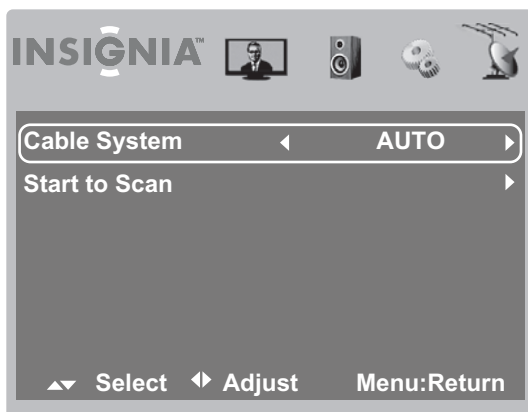 INSIGNIA™
Cable System AUTO
Start to Scan
Select Adjust Menu:Return